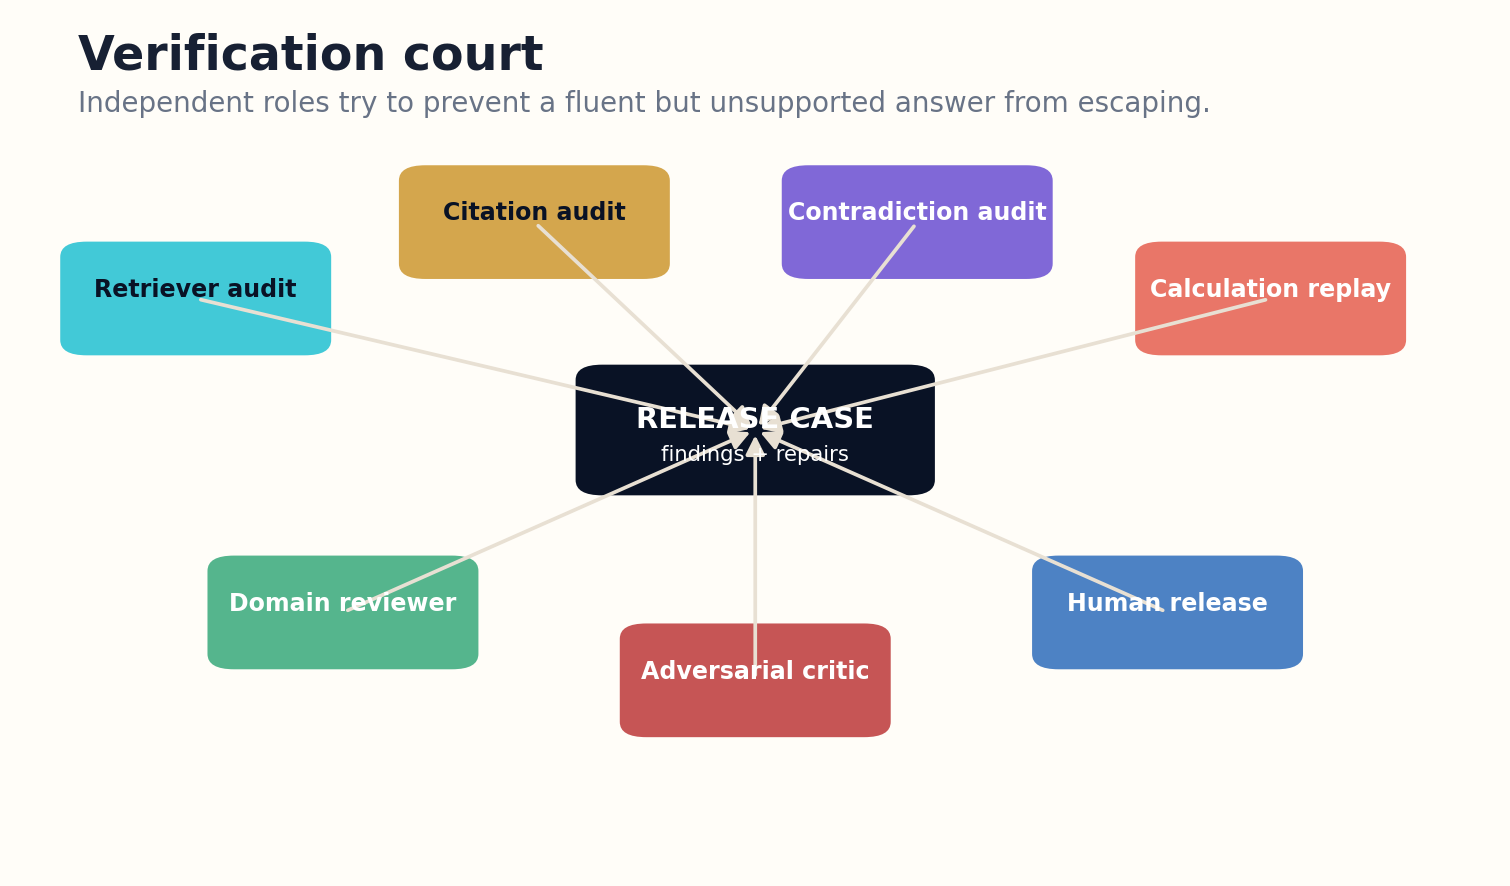 Verification court
Independent roles try to prevent a fluent but unsupported answer from escaping.
Citation audit
Contradiction audit
Retriever audit
Calculation replay
RELEASE CASE
findings + repairs
Domain reviewer
Human release
Adversarial critic